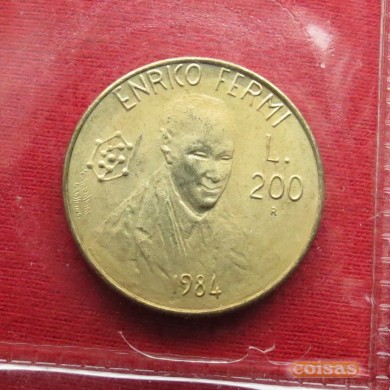 ENRICO FERMI
L.
200
R
1984
coisas